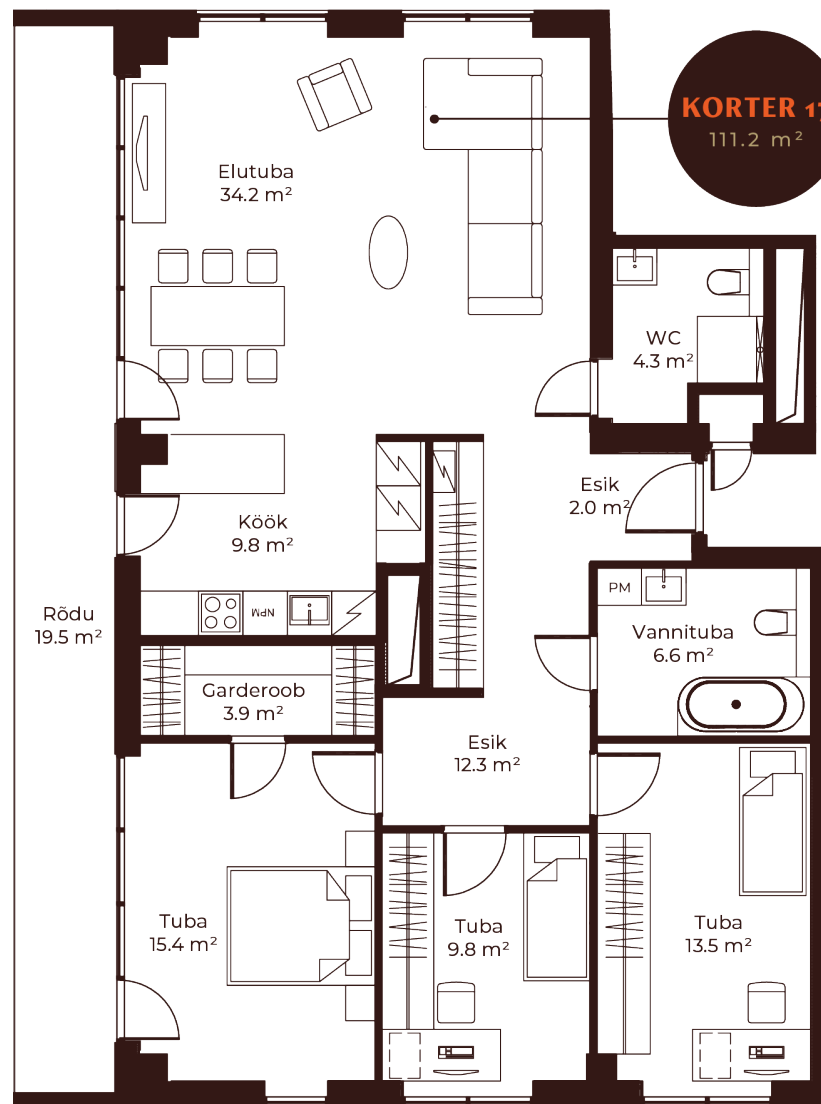 KORTER 17
111.2 m²
Elutuba
34.2 m²
WC
4.3 m²
Esik
2.0 m²
Köök
9.8 m²
NPM
PM
Rõdu
19.5 m²
Vannituba
6.6 m²
Garderoob
3.9 m²
Esik
12.3 m²
Tuba
15.4 m²
Tuba
9.8 m²
Tuba
13.5 m²